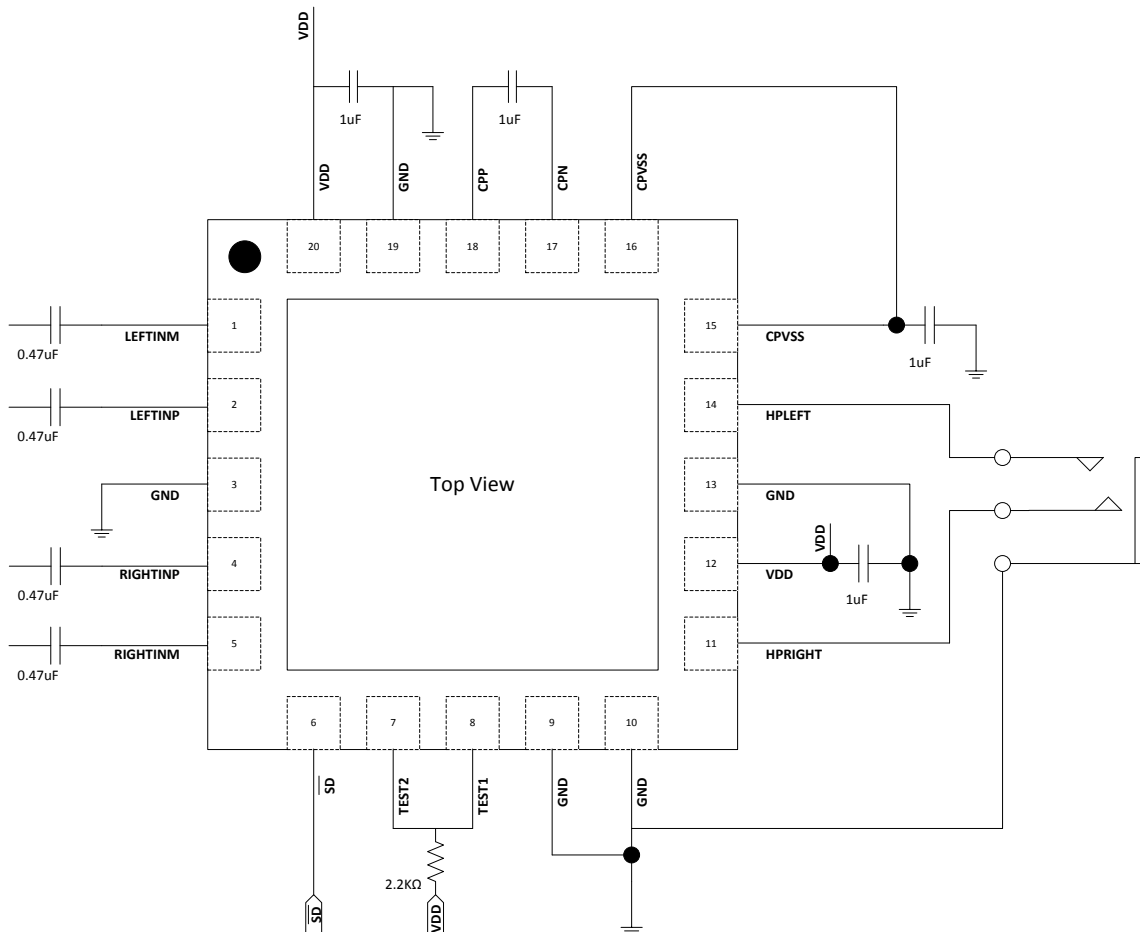 VDD
1uF
1uF
VDD
GND
CPP
CPN
CPVSS
20
19
18
17
16
1
LEFTINM
0.47uF
15
CPVSS
1uF
2
LEFTINP
0.47uF
14
HPLEFT
3
GND
Top View
13
GND
4
RIGHTINP
0.47uF
VDD
12
VDD
1uF
5
RIGHTINM
0.47uF
11
HPRIGHT
6
7
8
9
10
SD
TEST2
TEST1
GND
GND
2.2KΩ
SD
VDD